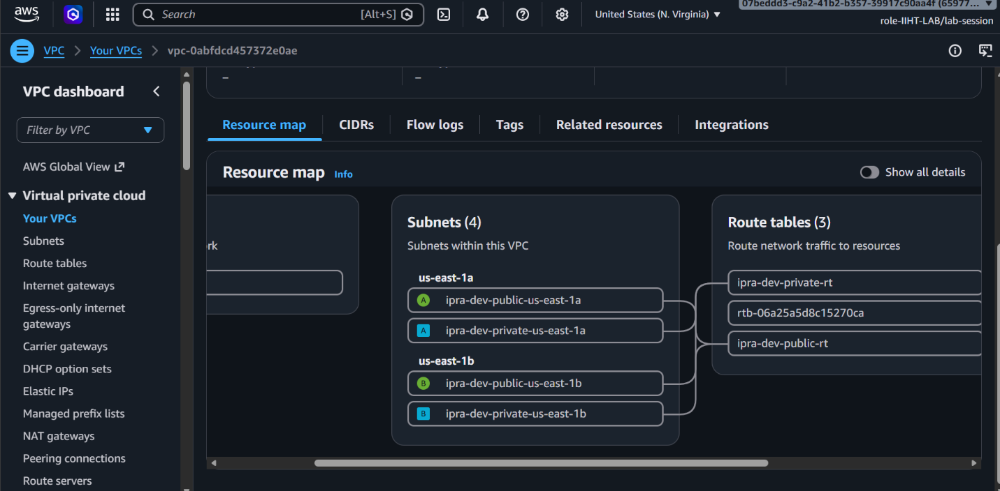 aws
Search [Alt+S]
United States (N. Virginia)
07beddd3-c9a2-41b2-b357-39917c90aa4f (65977...
role-IIHT-LAB/lab-session
VPC > Your VPCs > vpc-0abfdcd457372e0ae
VPC dashboard
Filter by VPC
AWS Global View
Virtual private cloud
Your VPCs
Subnets
Route tables
Internet gateways
Egress-only internet
gateways
Carrier gateways
DHCP option sets
Elastic IPs
Managed prefix lists
NAT gateways
Peering connections
Route servers
–
–
Resource map
CIDRs
Flow logs
Tags
Related resources
Integrations
Resource map Info
Show all details
rk
Subnets (4)
Subnets within this VPC
us-east-1a
A ipra-dev-public-us-east-1a
A ipra-dev-private-us-east-1a
us-east-1b
B ipra-dev-public-us-east-1b
B ipra-dev-private-us-east-1b
Route tables (3)
Route network traffic to resources
ipra-dev-private-rt
rtb-06a25a5d8c15270ca
ipra-dev-public-rt